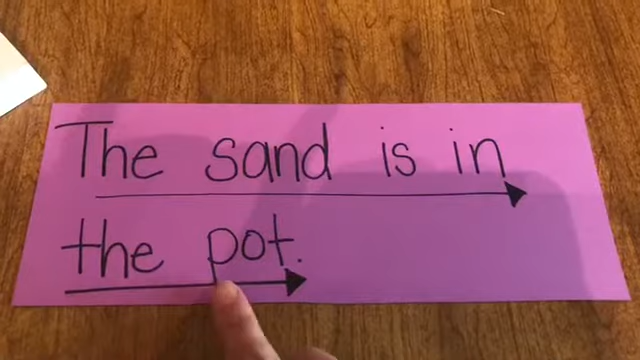 The sand is in
the pot.